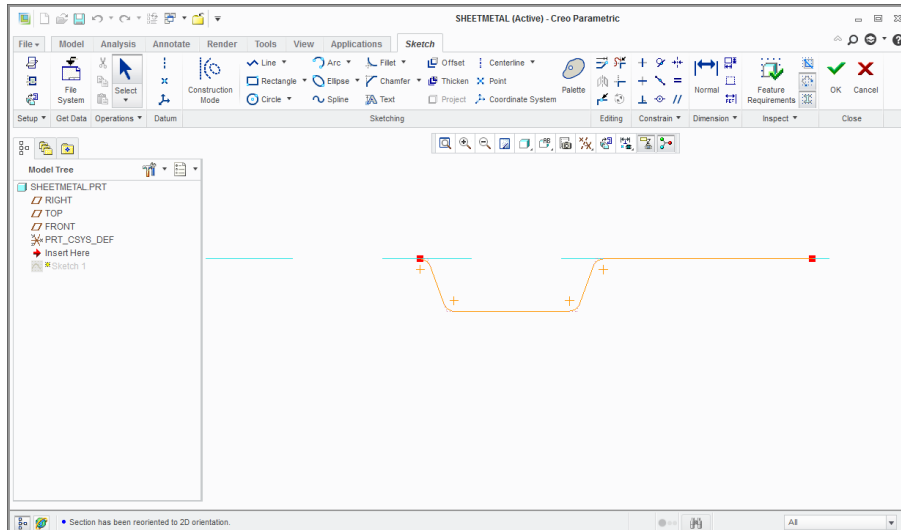 SHEETMETAL (Active) - Creo Parametric
File Model Analysis Annotate Render Tools View Applications Sketch
File System
Select
Construction Mode
Line Arc Fillet Offset Centerline
Rectangle Ellipse Chamfer Thicken Point
Circle Spline Text Project Coordinate System
Palette
Normal
Feature Requirements
OK Cancel
Setup Get Data Operations Datum Sketching Editing Constrain Dimension Inspect Close
Model Tree
SHEETMETAL.PRT
RIGHT
TOP
FRONT
PRT_CSYS_DEF
Insert Here
Sketch 1
Section has been reoriented to 2D orientation.
All